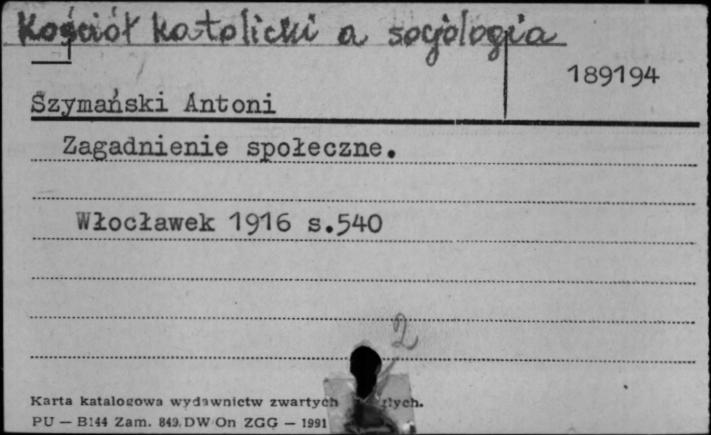 Kościół katolicki a socjologia
189194
Szymański Antoni
Zagadnienie społeczne.
Włocławek 1916 s.540
2
Karta katalogowa wydawnictw zwartych
PU — B144 Zam. 849. DW On ZGG — 1991